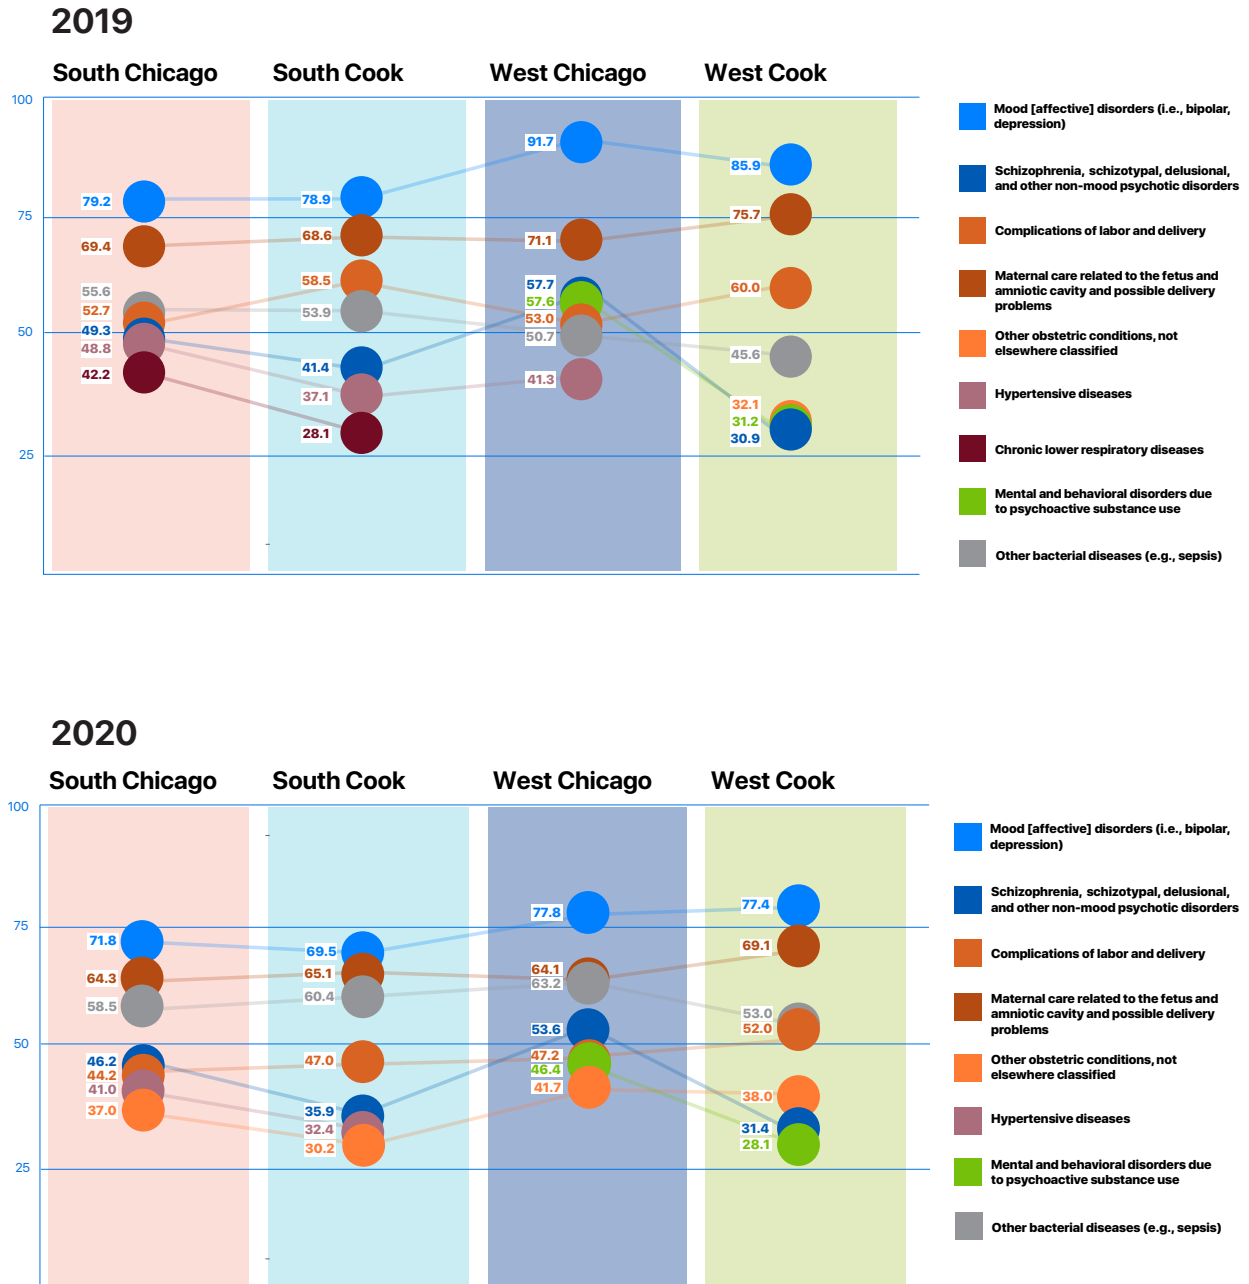 2019
South Chicago South Cook West Chicago West Cook
100
75
50
25
79.2
69.4
55.6
52.7
49.3
48.8
42.2
78.9
68.6
58.5
53.9
41.4
37.1
28.1
91.7
71.1
57.7
57.6
53.0
50.7
41.3
85.9
75.7
60.0
45.6
32.1
31.2
30.9
Mood [affective] disorders (i.e., bipolar,
depression)
Schizophrenia, schizotypal, delusional,
and other non-mood psychotic disorders
Complications of labor and delivery
Maternal care related to the fetus and
amniotic cavity and possible delivery
problems
Other obstetric conditions, not
elsewhere classified
Hypertensive diseases
Chronic lower respiratory diseases
Mental and behavioral disorders due
to psychoactive substance use
Other bacterial diseases (e.g., sepsis)
2020
South Chicago South Cook West Chicago West Cook
100
75
50
25
71.8
64.3
58.5
46.2
44.2
41.0
37.0
69.5
65.1
60.4
47.0
35.9
32.4
30.2
77.8
64.1
63.2
53.6
47.2
46.4
41.7
77.4
69.1
53.0
52.0
38.0
31.4
28.1
Mood [affective] disorders (i.e., bipolar,
depression)
Schizophrenia, schizotypal, delusional,
and other non-mood psychotic disorders
Complications of labor and delivery
Maternal care related to the fetus and
amniotic cavity and possible delivery
problems
Other obstetric conditions, not
elsewhere classified
Hypertensive diseases
Mental and behavioral disorders due
to psychoactive substance use
Other bacterial diseases (e.g., sepsis)